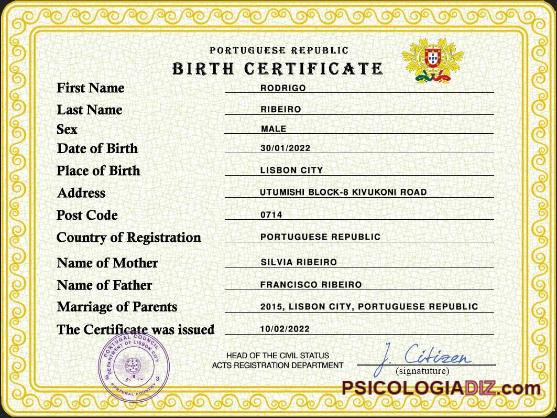 PORTUGUESE REPUBLIC
BIRTH CERTIFICATE
First Name RODRIGO
Last Name RIBEIRO
Sex MALE
Date of Birth 30/01/2022
Place of Birth LISBON CITY
Address UTUMISHI BLOCK-8 KIVUKONI ROAD
Post Code 0714
Country of Registration PORTUGUESE REPUBLIC
Name of Mother SILVIA RIBEIRO
Name of Father FRANCISCO RIBEIRO
Marriage of Parents 2015, LISBON CITY, PORTUGUESE REPUBLIC
The Certificate was issued 10/02/2022
PORTUGAL COUNCIL
DEPARTMENT OF LISBON CITY
HEAD OF THE CIVIL STATUS
ACTS REGISTRATION DEPARTMENT
J. Citizen
(signatuture)
PSICOLOGIADIZ.com